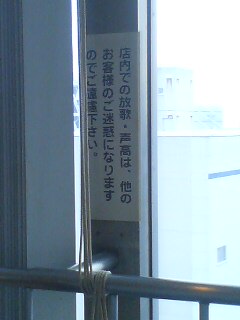 店内での放歌・声高は、他の
お客様のご迷惑になります
のでご遠慮下さい。